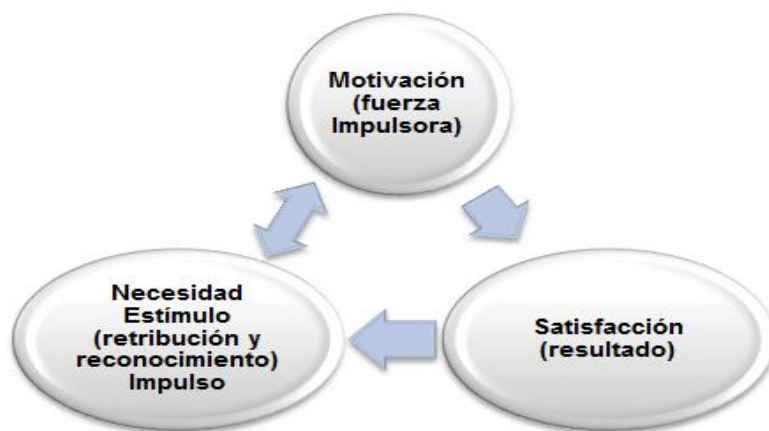 Motivación
(fuerza
Impulsora)
Necesidad
Estímulo
(retribución y
reconocimiento)
Impulso
Satisfacción
(resultado)